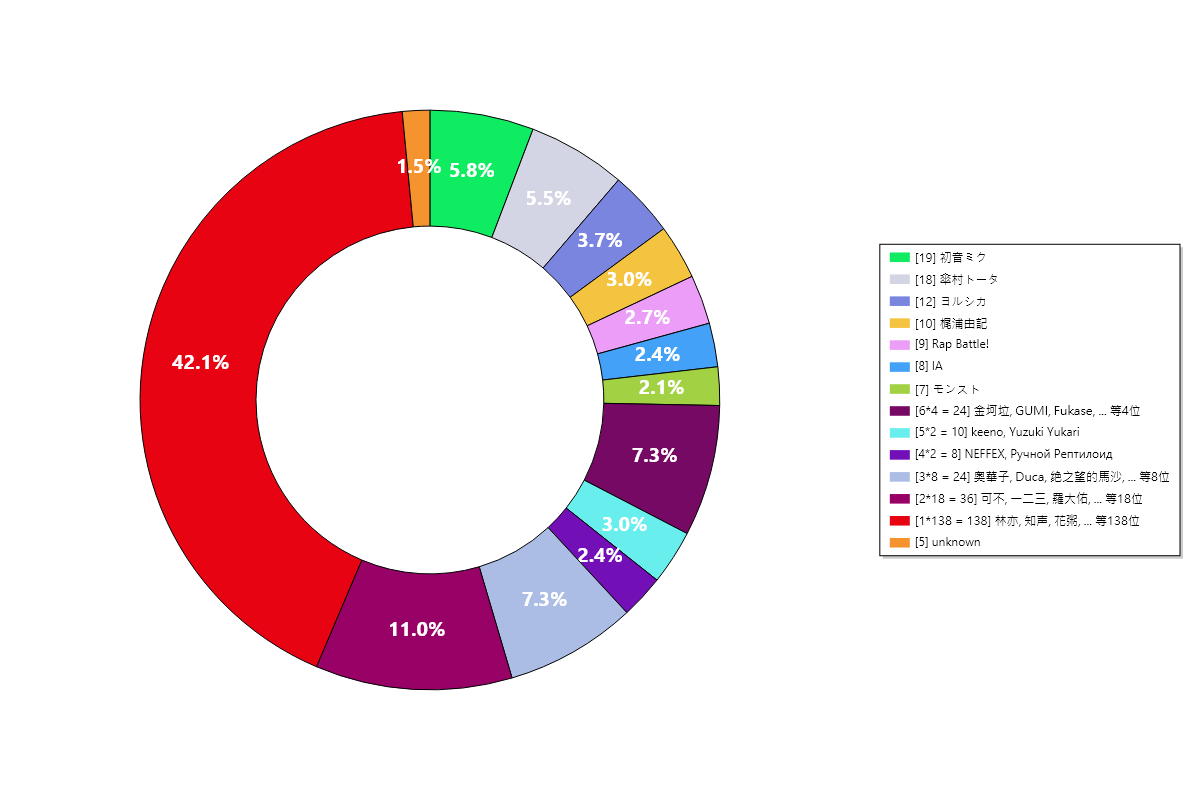 1.5%
5.8%
5.5%
3.7%
3.0%
2.7%
2.4%
2.1%
7.3%
3.0%
2.4%
7.3%
11.0%
42.1%
[19] 初音ミク
[18] 傘村トータ
[12] ヨルシカ
[10] 梶浦由記
[9] Rap Battle!
[8] IA
[7] モンスト
[6*4 = 24] 金坷垃, GUMI, Fukase, ... 等4位
[5*2 = 10] keeno, Yuzuki Yukari
[4*2 = 8] NEFFEX, Ручной Рептилоид
[3*8 = 24] 奥華子, Duca, 绝之望的馬沙, ... 等8位
[2*18 = 36] 可不, 一二三, 羅大佑, ... 等18位
[1*138 = 138] 林亦, 知声, 花粥, ... 等138位
[5] unknown